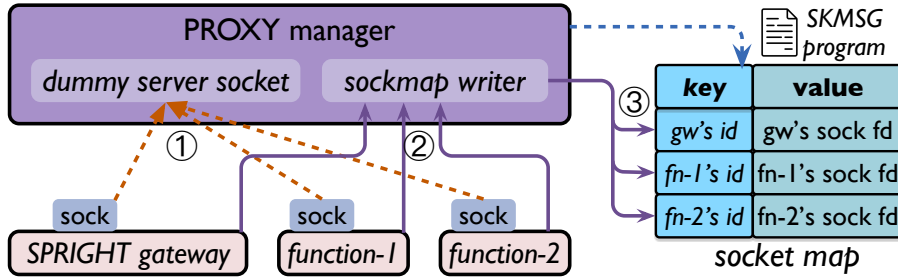 PROXY manager
dummy server socket
sockmap writer
SKMSG
program
key
value
gw's id
gw's sock fd
fn-1's id
fn-1's sock fd
fn-2's id
fn-2's sock fd
socket map
①
②
③
sock
sock
sock
SPRIGHT gateway
function-1
function-2